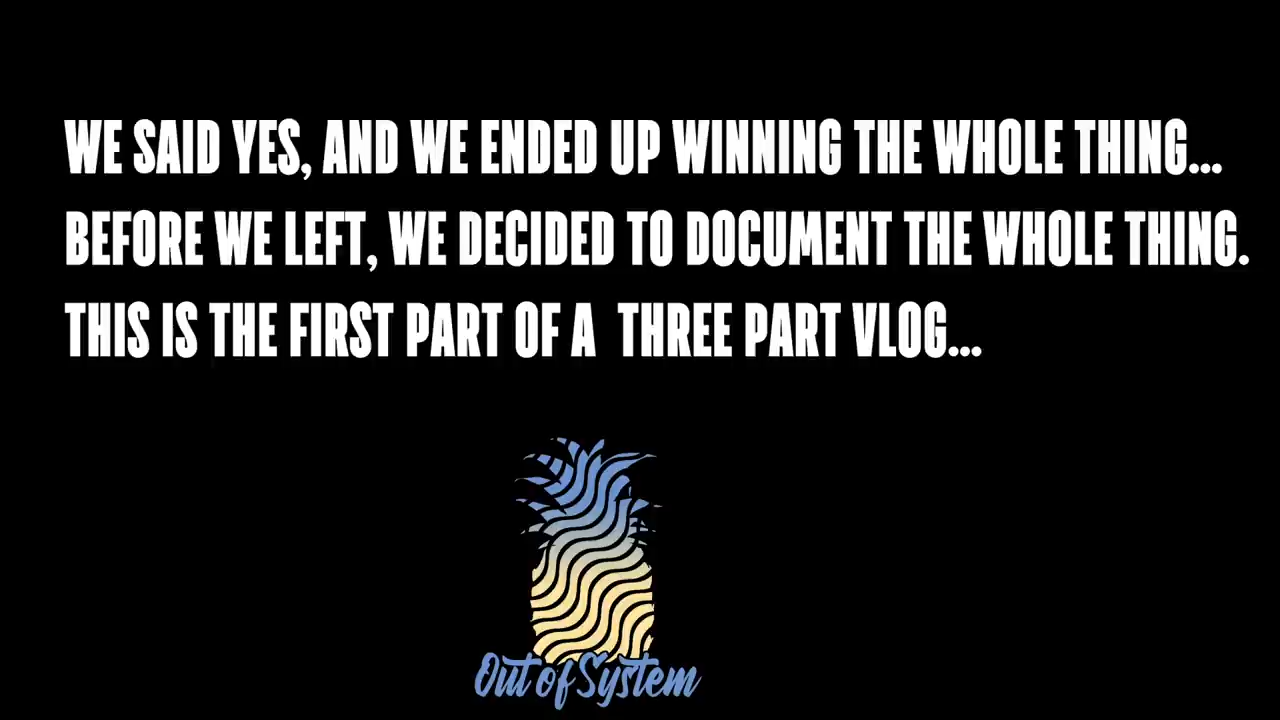 WE SAID YES, AND WE ENDED UP WINNING THE WHOLE THING...
BEFORE WE LEFT, WE DECIDED TO DOCUMENT THE WHOLE THING.
THIS IS THE FIRST PART OF A  THREE PART VLOG...
Out of System